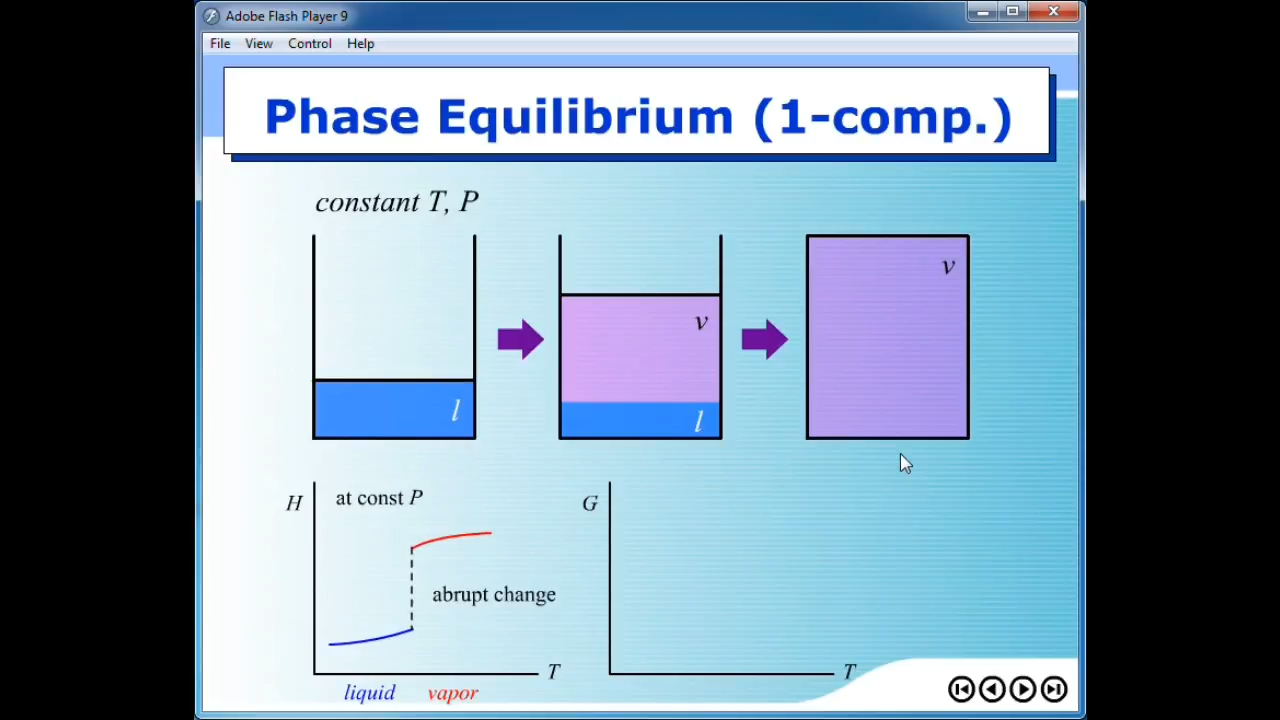 Adobe Flash Player 9
File View Control Help
Phase Equilibrium (1-comp.)
constant T, P
l
v
l
v
H
at const P
abrupt change
T
liquid vapor
G
T